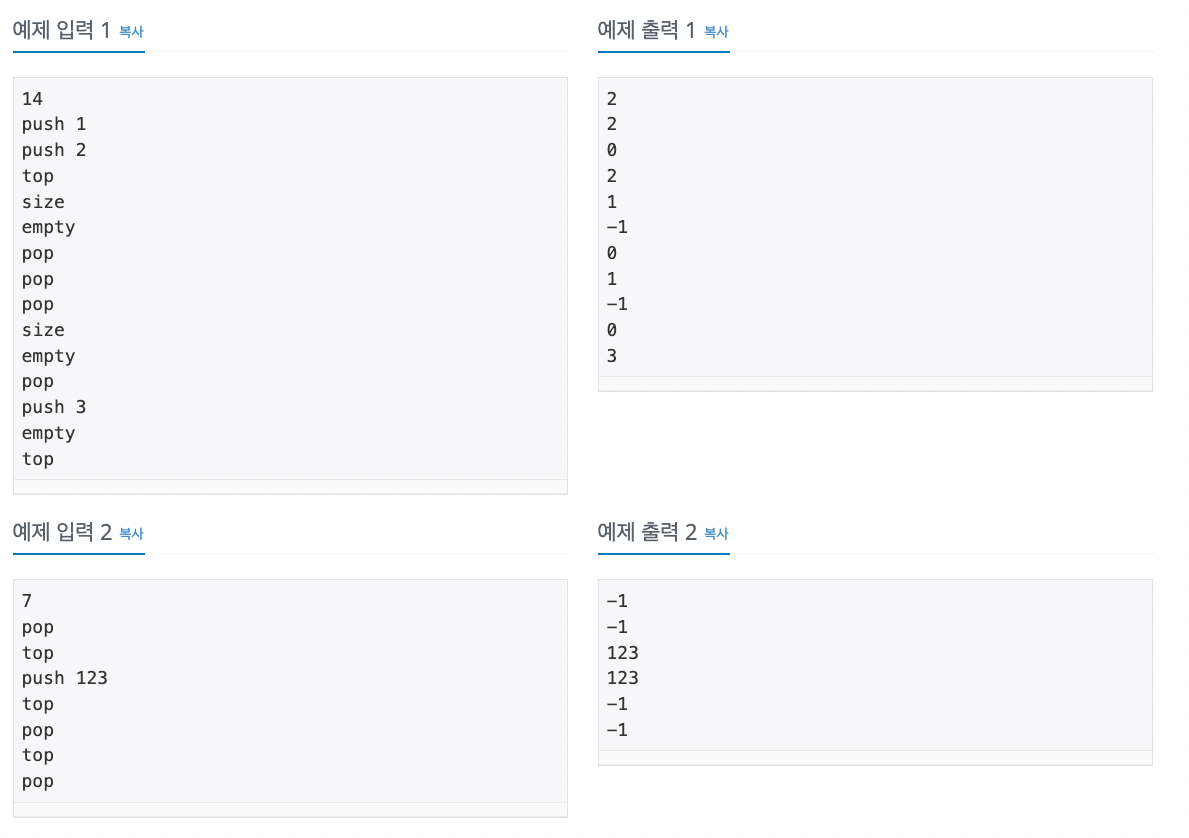 예제 입력 1 복사
14
push 1
push 2
top
size
empty
pop
pop
pop
size
empty
pop
push 3
empty
top
예제 출력 1 복사
2
2
0
2
1
-1
0
1
-1
0
3
예제 입력 2 복사
7
pop
top
push 123
top
pop
top
pop
예제 출력 2 복사
-1
-1
123
123
-1
-1